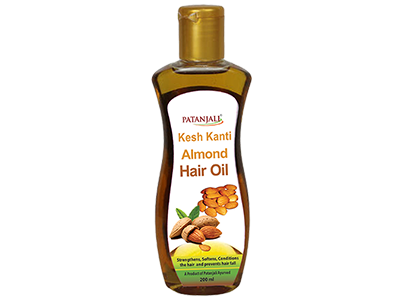 PATANJALI®
Kesh Kanti
Almond
Hair Oil
Strengthens, Softens, Conditions
the hair and prevents hair fall
A Product of Patanjali Ayurved
200 ml